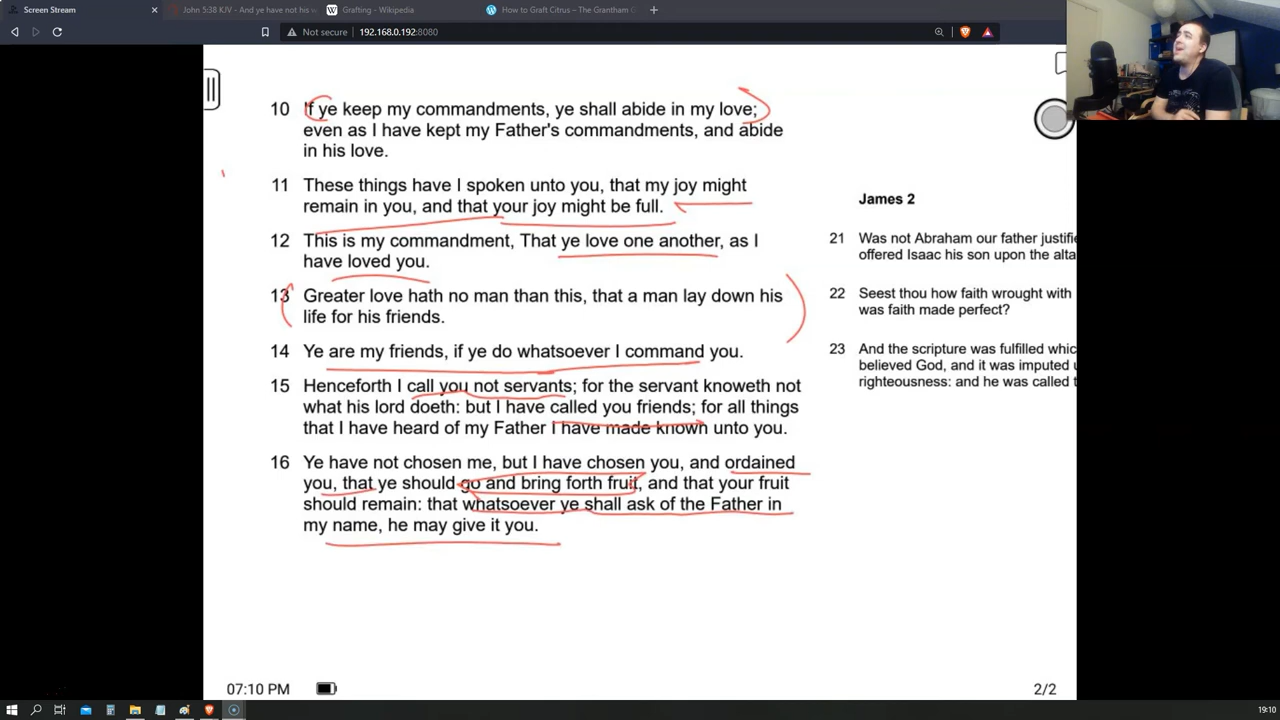 Screen Stream
John 5:38 KJV - And ye have not his w
Grafting - Wikipedia
How to Graft Citrus – The Grantham G
Not secure
192.168.0.192:8080
10 If ye keep my commandments, ye shall abide in my love;
even as I have kept my Father's commandments, and abide
in his love.
11 These things have I spoken unto you, that my joy might
remain in you, and that your joy might be full.
12 This is my commandment, That ye love one another, as I
have loved you.
13 Greater love hath no man than this, that a man lay down his
life for his friends.
14 Ye are my friends, if ye do whatsoever I command you.
15 Henceforth I call you not servants; for the servant knoweth not
what his lord doeth: but I have called you friends; for all things
that I have heard of my Father I have made known unto you.
16 Ye have not chosen me, but I have chosen you, and ordained
you, that ye should go and bring forth fruit, and that your fruit
should remain: that whatsoever ye shall ask of the Father in
my name, he may give it you.
James 2
21 Was not Abraham our father justifie
offered Isaac his son upon the alta
22 Seest thou how faith wrought with
was faith made perfect?
23 And the scripture was fulfilled whic
believed God, and it was imputed u
righteousness: and he was called t
07:10 PM
2/2
19:10